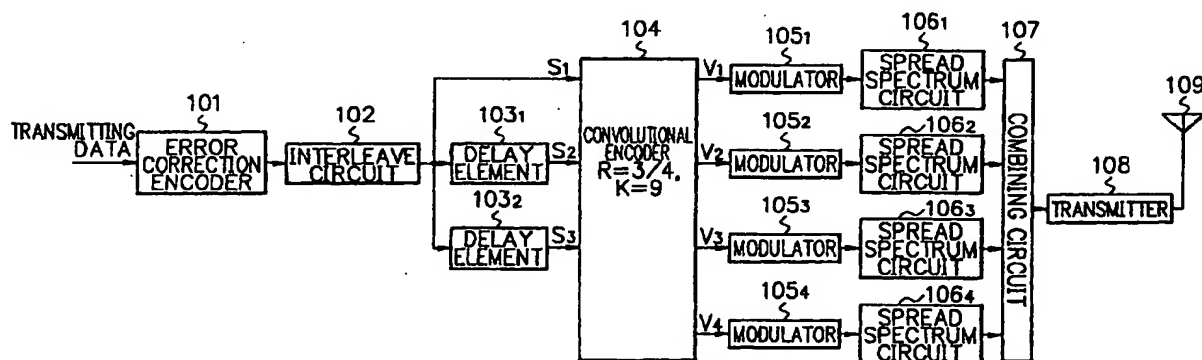 TRANSMITTING
DATA
101
ERROR
CORRECTION
ENCODER
102
INTERLEAVE
CIRCUIT
103₁
DELAY
ELEMENT
103₂
DELAY
ELEMENT
S₁
S₂
S₃
104
CONVOLUTIONAL
ENCODER
R=3/4.
K=9
V₁
V₂
V₃
V₄
105₁
MODULATOR
105₂
MODULATOR
105₃
MODULATOR
105₄
MODULATOR
106₁
SPREAD
SPECTRUM
CIRCUIT
106₂
SPREAD
SPECTRUM
CIRCUIT
106₃
SPREAD
SPECTRUM
CIRCUIT
106₄
SPREAD
SPECTRUM
CIRCUIT
107
COMBINING CIRCUIT
108
TRANSMITTER
109